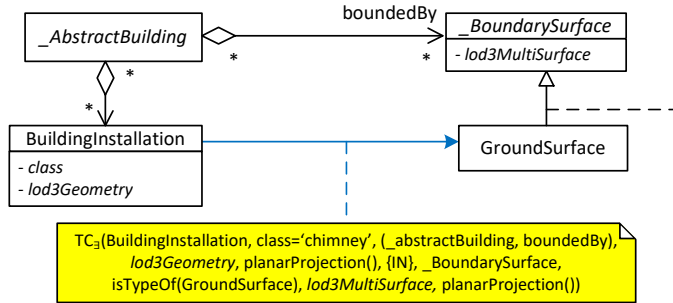 boundedBy
_AbstractBuilding
_BoundarySurface
- lod3MultiSurface
*
*
*
*
BuildingInstallation
- class
- lod3Geometry
GroundSurface
TC∃(BuildingInstallation, class=‘chimney’, (_abstractBuilding, boundedBy),
lod3Geometry, planarProjection(), {IN}, _BoundarySurface,
isTypeOf(GroundSurface), lod3MultiSurface, planarProjection())